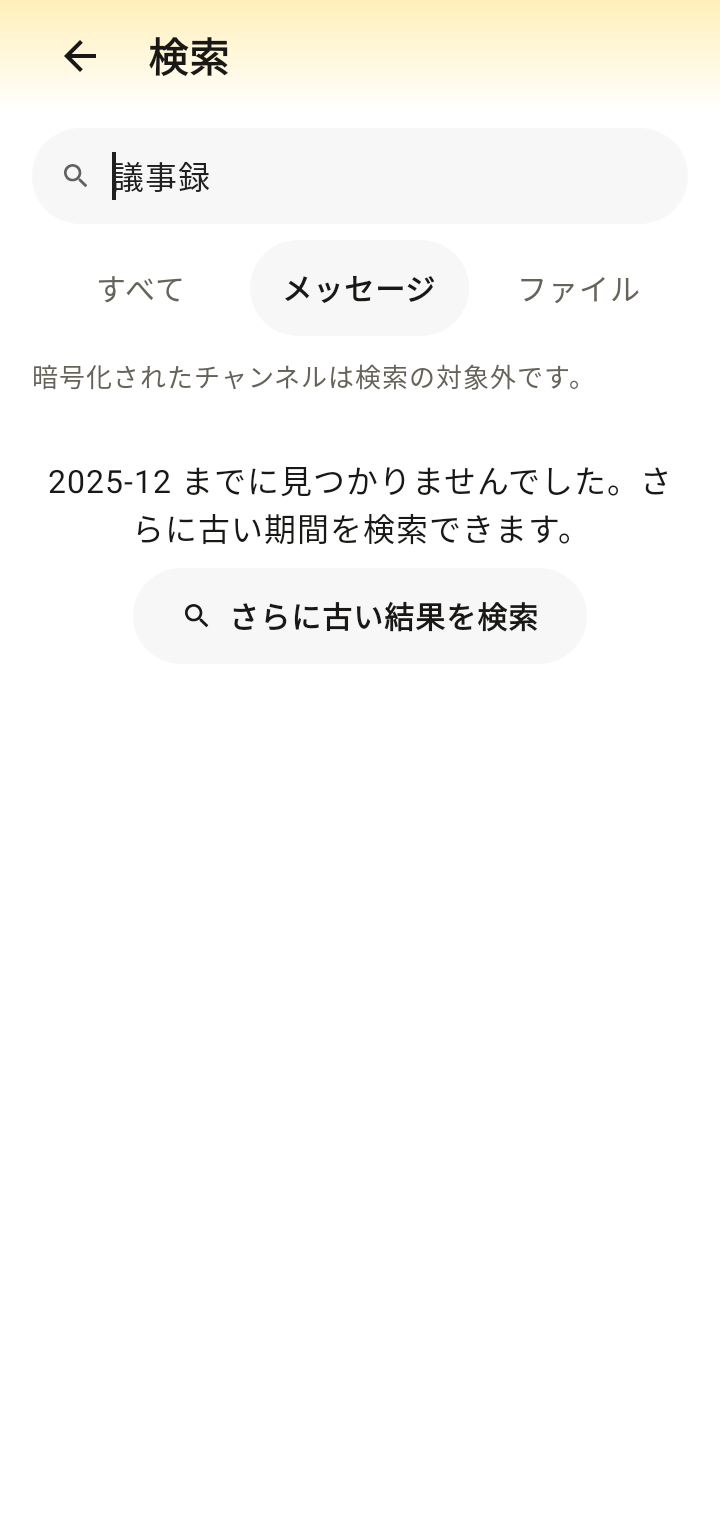 検索
議事録
すべて
メッセージ
ファイル
暗号化されたチャンネルは検索の対象外です。
2025-12 までに見つかりませんでした。さ
らに古い期間を検索できます。
さらに古い結果を検索